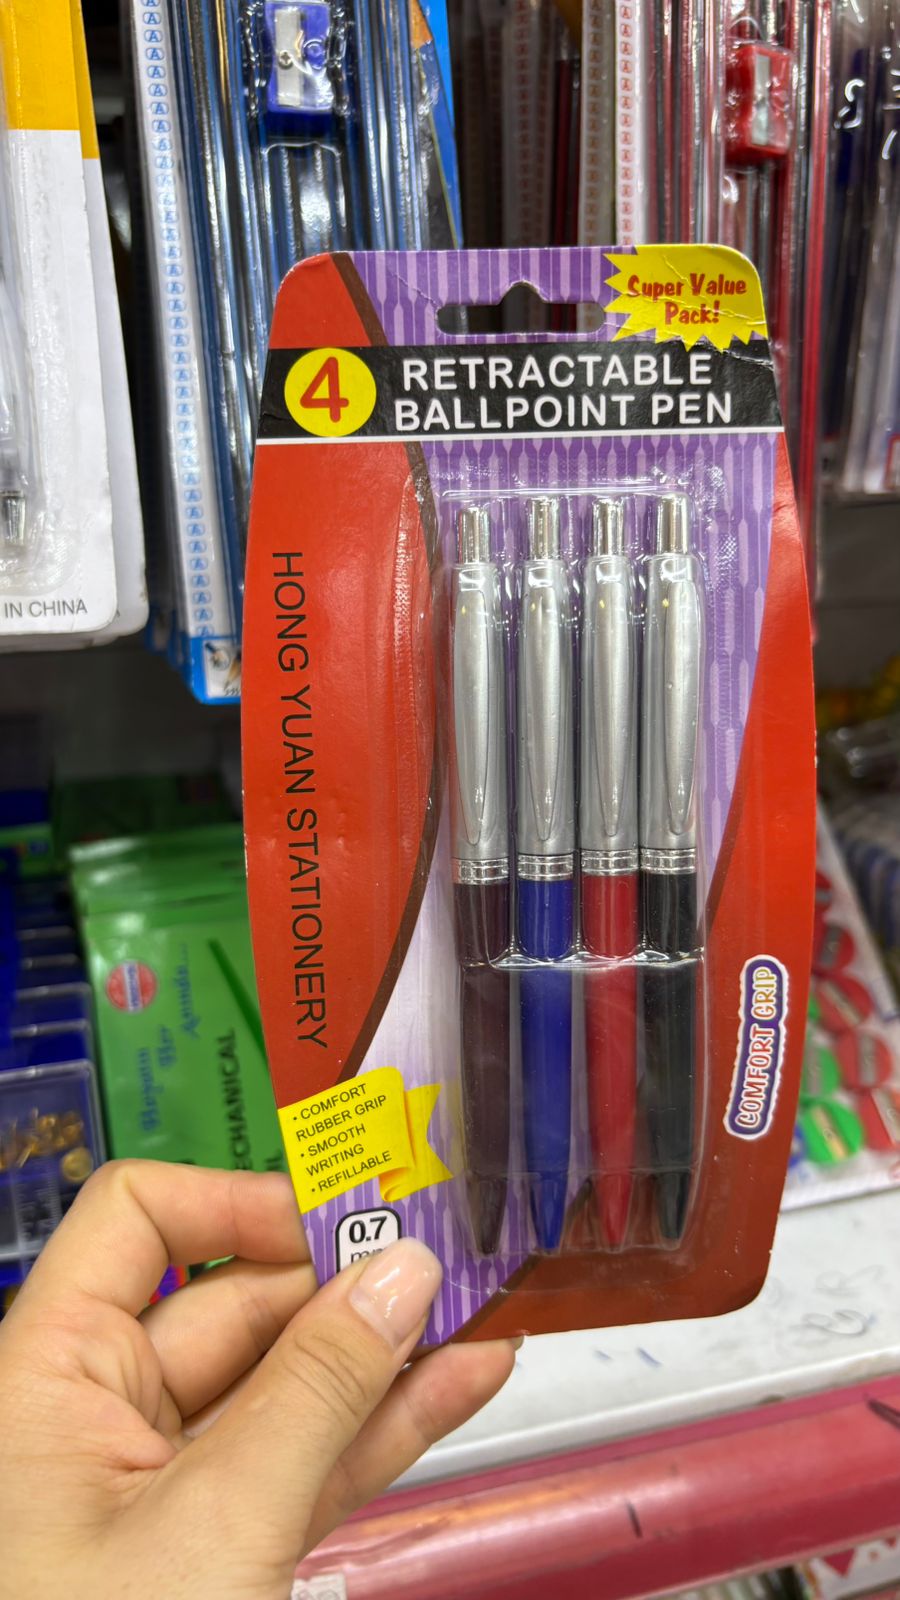 Super Value
Pack!
4
RETRACTABLE
BALLPOINT PEN
HONG YUAN STATIONERY
COMFORT GRIP
• COMFORT
RUBBER GRIP
• SMOOTH
WRITING
• REFILLABLE
0.7
IN CHINA
ECHANICAL